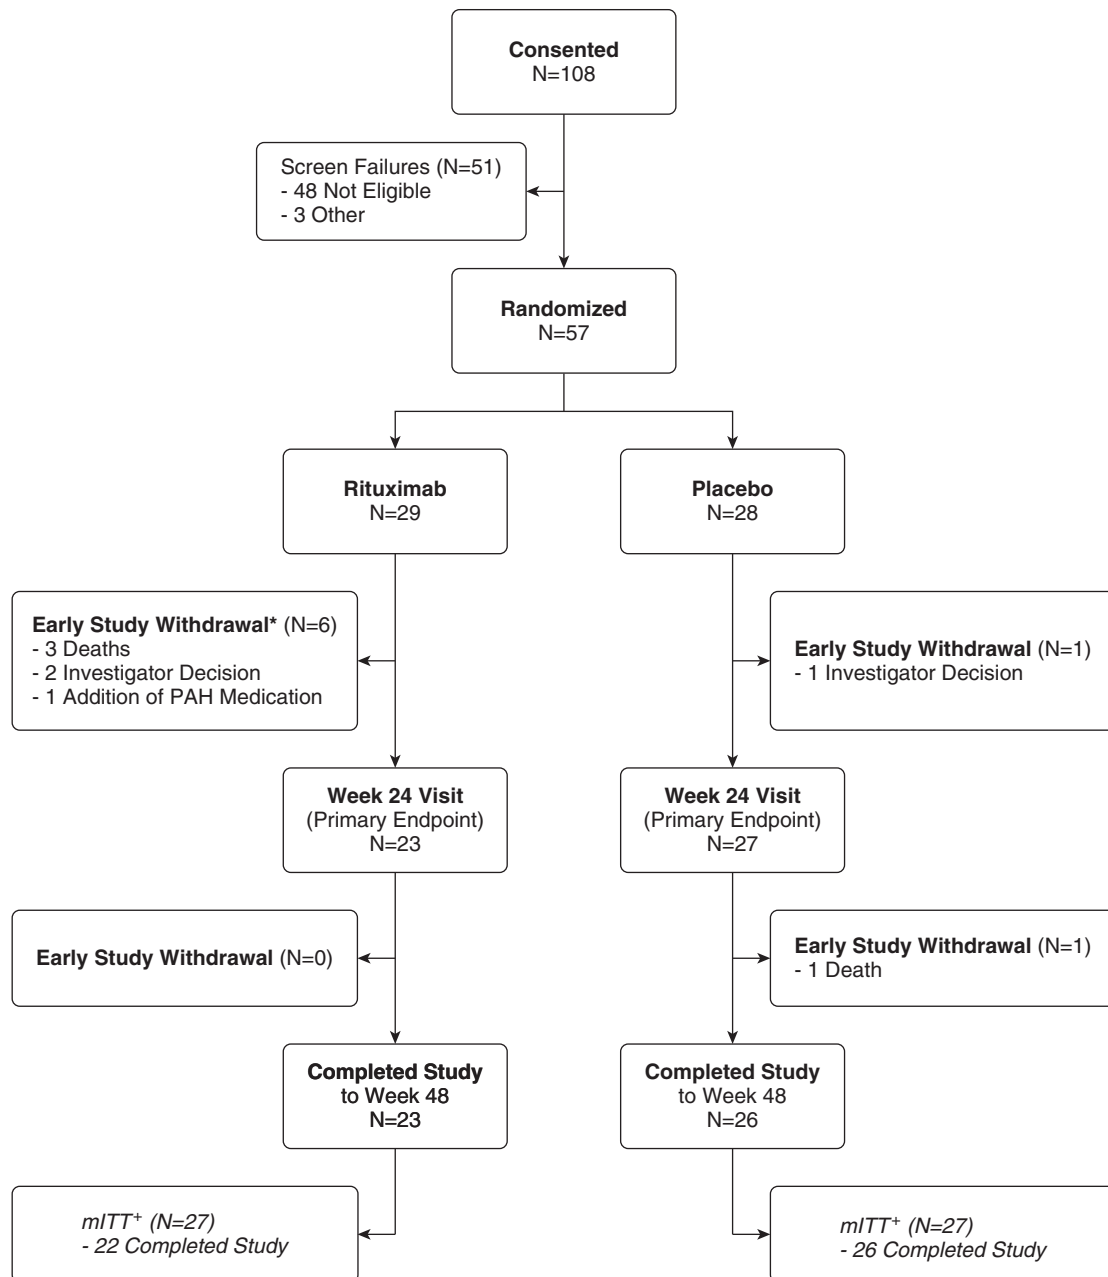 Consented
N=108
Screen Failures (N=51)
- 48 Not Eligible
- 3 Other
Randomized
N=57
Rituximab
N=29
Placebo
N=28
Early Study Withdrawal* (N=6)
- 3 Deaths
- 2 Investigator Decision
- 1 Addition of PAH Medication
Early Study Withdrawal (N=1)
- 1 Investigator Decision
Week 24 Visit
(Primary Endpoint)
N=23
Week 24 Visit
(Primary Endpoint)
N=27
Early Study Withdrawal (N=0)
Early Study Withdrawal (N=1)
- 1 Death
Completed Study
to Week 48
N=23
Completed Study
to Week 48
N=26
mITT+ (N=27)
- 22 Completed Study
mITT+ (N=27)
- 26 Completed Study